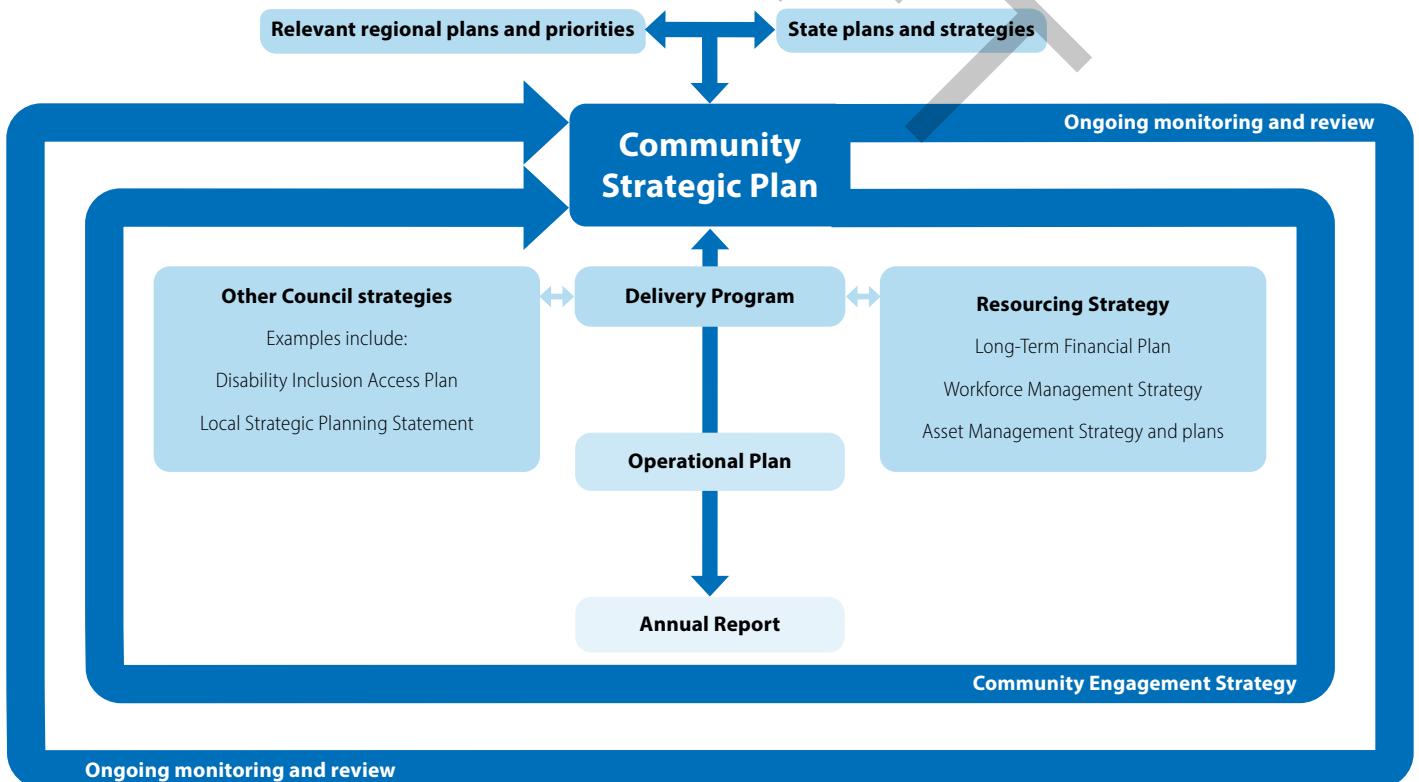 Relevant regional plans and priorities
State plans and strategies
Ongoing monitoring and review
Community
Strategic Plan
Other Council strategies
Examples include:
Disability Inclusion Access Plan
Local Strategic Planning Statement
Delivery Program
Resourcing Strategy
Long-Term Financial Plan
Workforce Management Strategy
Asset Management Strategy and plans
Operational Plan
Annual Report
Community Engagement Strategy
Ongoing monitoring and review